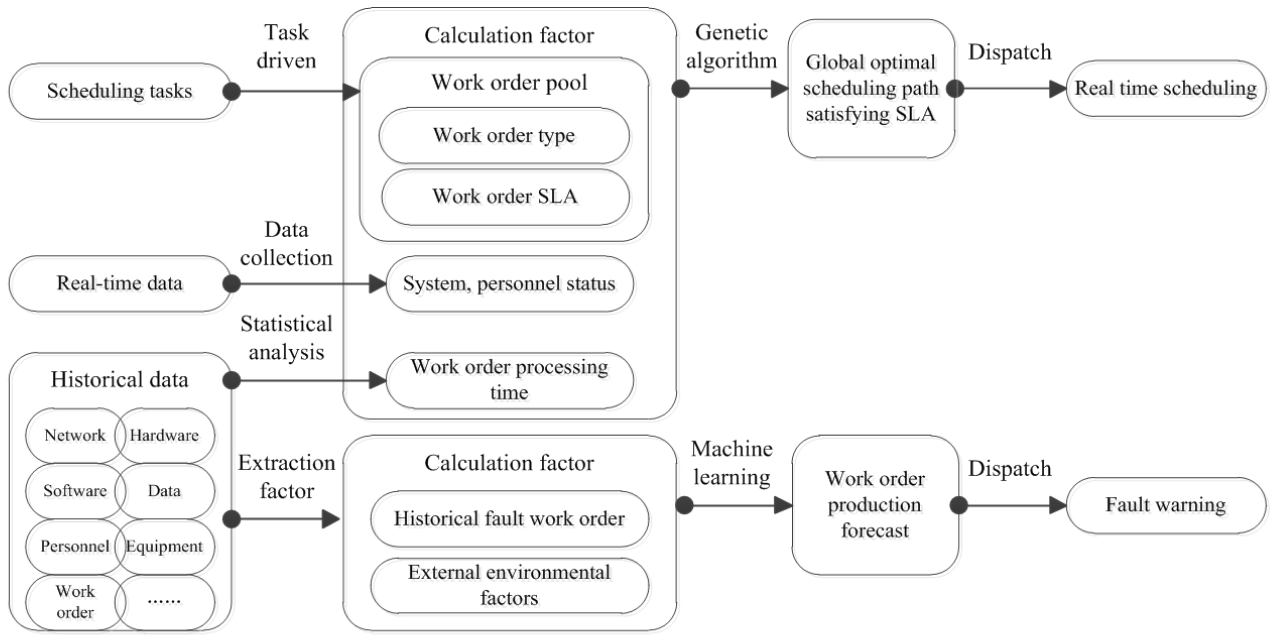 Scheduling tasks
Task
driven
Calculation factor
Work order pool
Work order type
Work order SLA
Genetic
algorithm
Global optimal
scheduling path
satisfying SLA
Dispatch
Real time scheduling
Real-time data
Data
collection
System, personnel status
Statistical
analysis
Work order processing
time
Historical data
Network
Hardware
Software
Data
Personnel
Equipment
Work
order
······
Extraction
factor
Calculation factor
Historical fault work order
External environmental
factors
Machine
learning
Work order
production
forecast
Dispatch
Fault warning